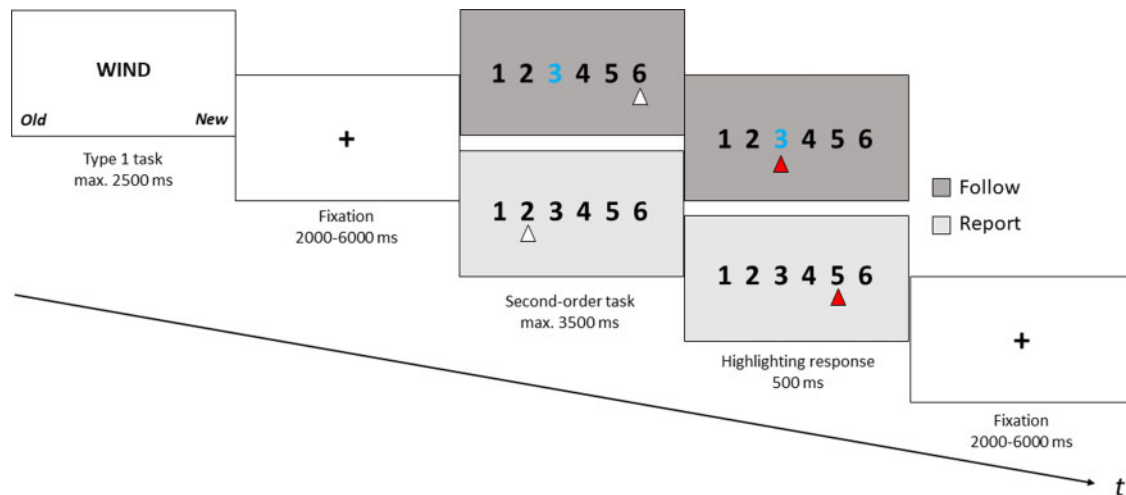 WIND
Old New
Type 1 task
max. 2500 ms
+
Fixation
2000-6000 ms
1 2 3 4 5 6
1 2 3 4 5 6
Second-order task
max. 3500 ms
1 2 3 4 5 6
1 2 3 4 5 6
Highlighting response
500 ms
Follow
Report
+
Fixation
2000-6000 ms
t